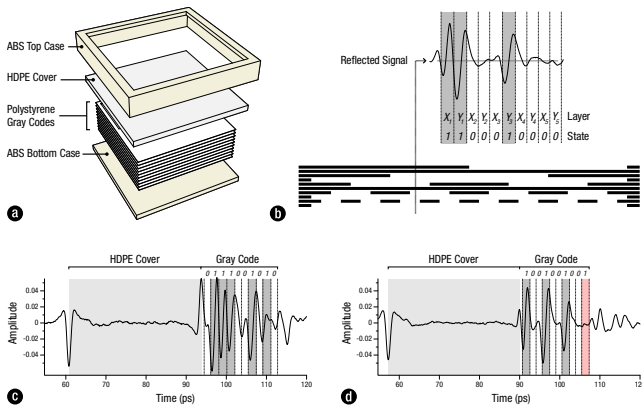 ABS Top Case
HDPE Cover
Polystyrene
Gray Codes
ABS Bottom Case
a
Reflected Signal
X1 Y1 X2 Y2 X3 Y3 X4 Y4 X5 Y5 Layer
1 1 0 0 0 1 0 0 0 0 State
b
HDPE Cover
Gray Code
0 1 1 1 0 0 1 0 1 0
Amplitude
0.04
0.02
0
-0.02
-0.04
60 70 80 90 100 110 120
Time (ps)
c
HDPE Cover
Gray Code
1 0 0 1 0 0 1 0 0 1
Amplitude
0.04
0.02
0
-0.02
-0.04
60 70 80 90 100 110 120
Time (ps)
d